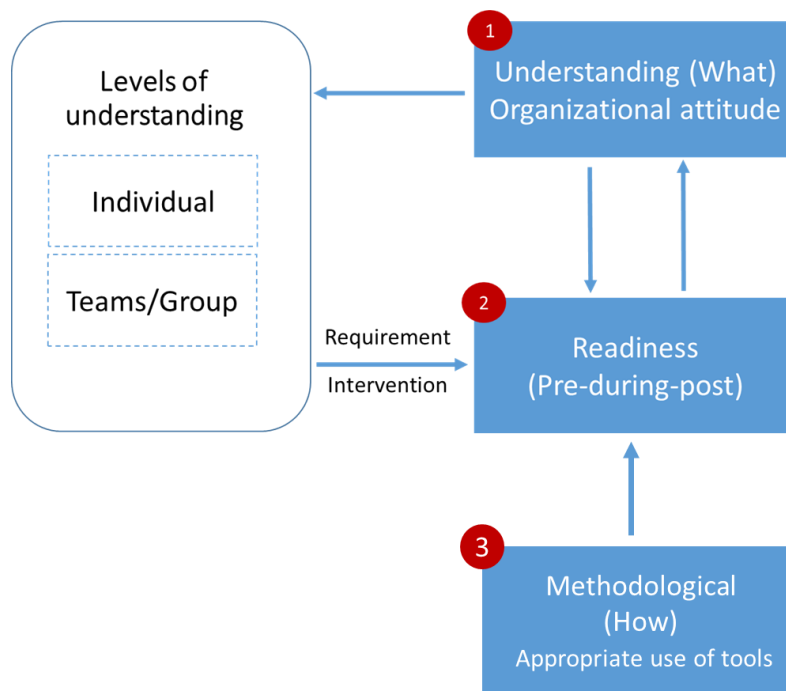 Levels of
understanding
Individual
Teams/Group
1
Understanding (What)
Organizational attitude
Requirement
Intervention
2
Readiness
(Pre-during-post)
3
Methodological
(How)
Appropriate use of tools